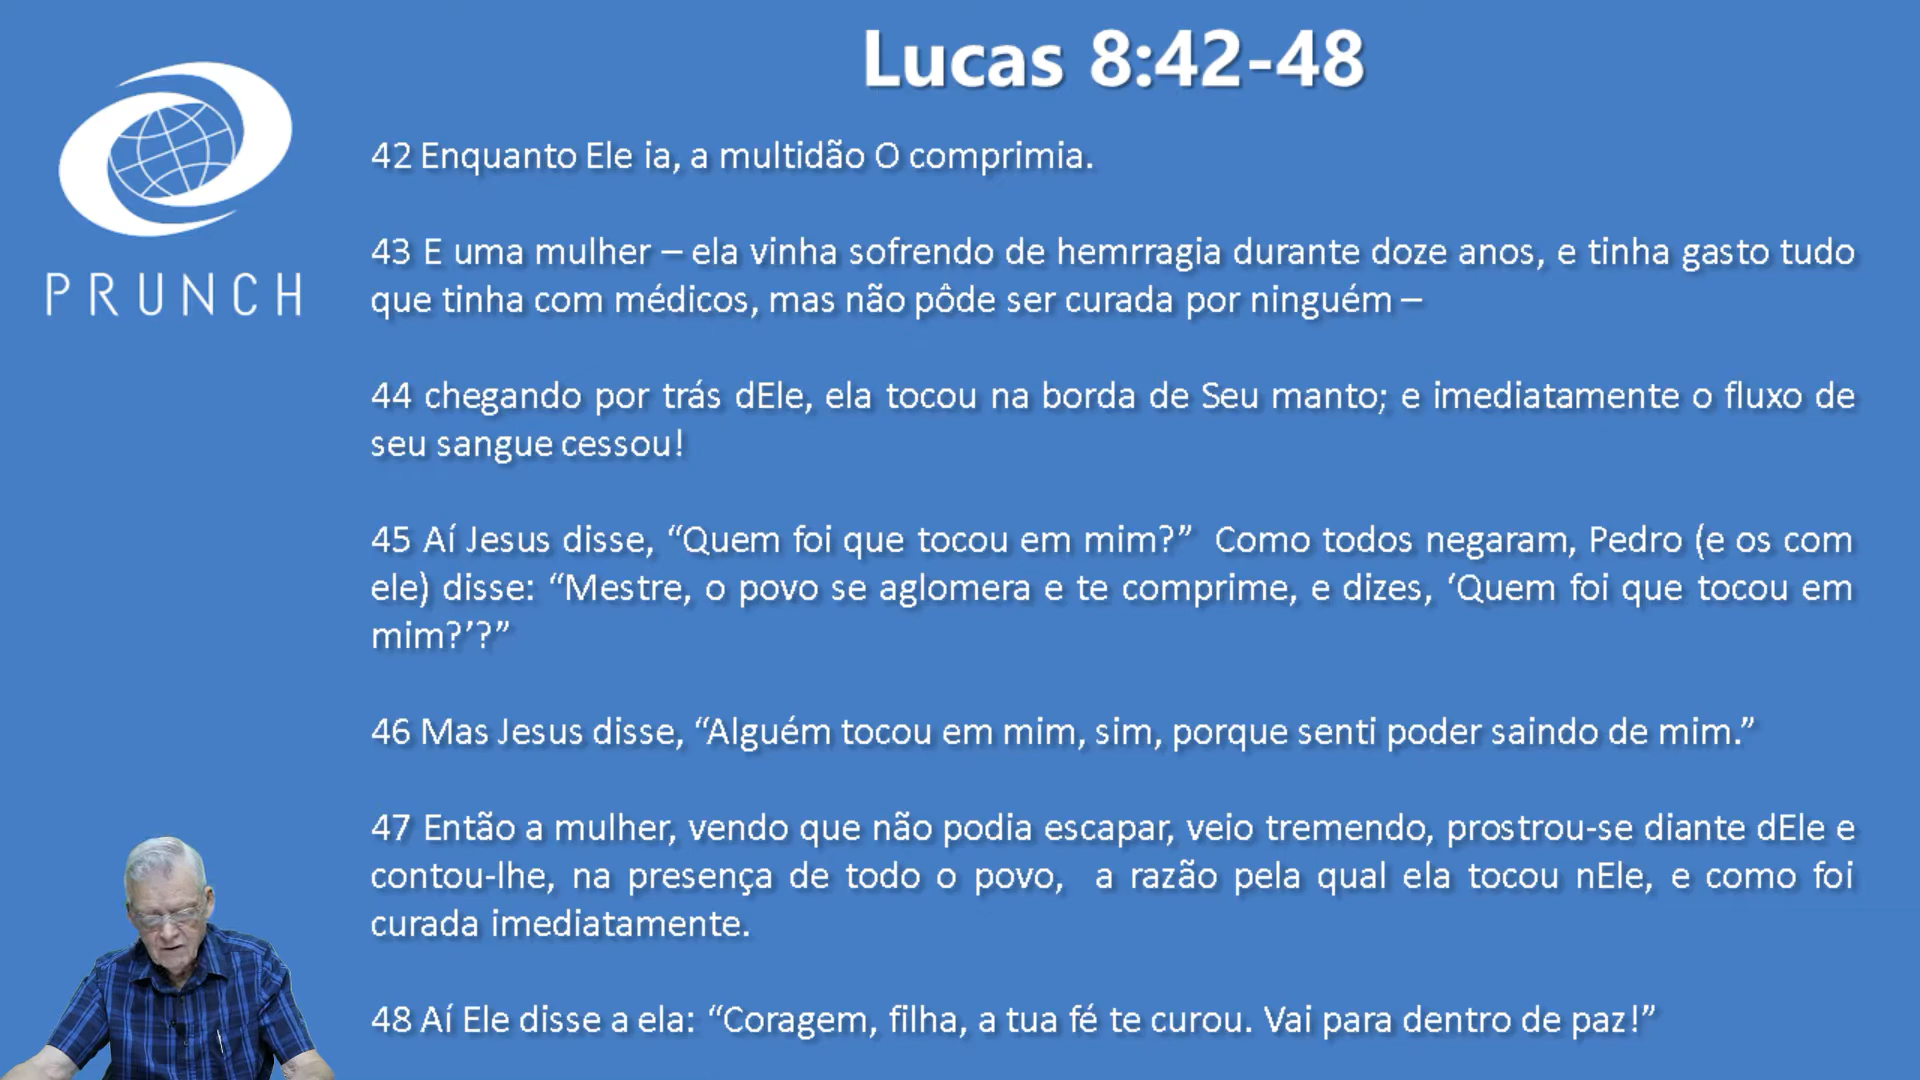 Lucas 8:42-48
PRUNCH
42 Enquanto Ele ia, a multidão O comprimia.
43 E uma mulher – ela vinha sofrendo de hemrragia durante doze anos, e tinha gasto tudo
que tinha com médicos, mas não pôde ser curada por ninguém –
44 chegando por trás dEle, ela tocou na borda de Seu manto; e imediatamente o fluxo de
seu sangue cessou!
45 Aí Jesus disse, “Quem foi que tocou em mim?” Como todos negaram, Pedro (e os com
ele) disse: “Mestre, o povo se aglomera e te comprime, e dizes, ‘Quem foi que tocou em
mim?’?”
46 Mas Jesus disse, “Alguém tocou em mim, sim, porque senti poder saindo de mim.”
47 Então a mulher, vendo que não podia escapar, veio tremendo, prostrou-se diante dEle e
contou-lhe, na presença de todo o povo, a razão pela qual ela tocou nEle, e como foi
curada imediatamente.
48 Aí Ele disse a ela: “Coragem, filha, a tua fé te curou. Vai para dentro de paz!”